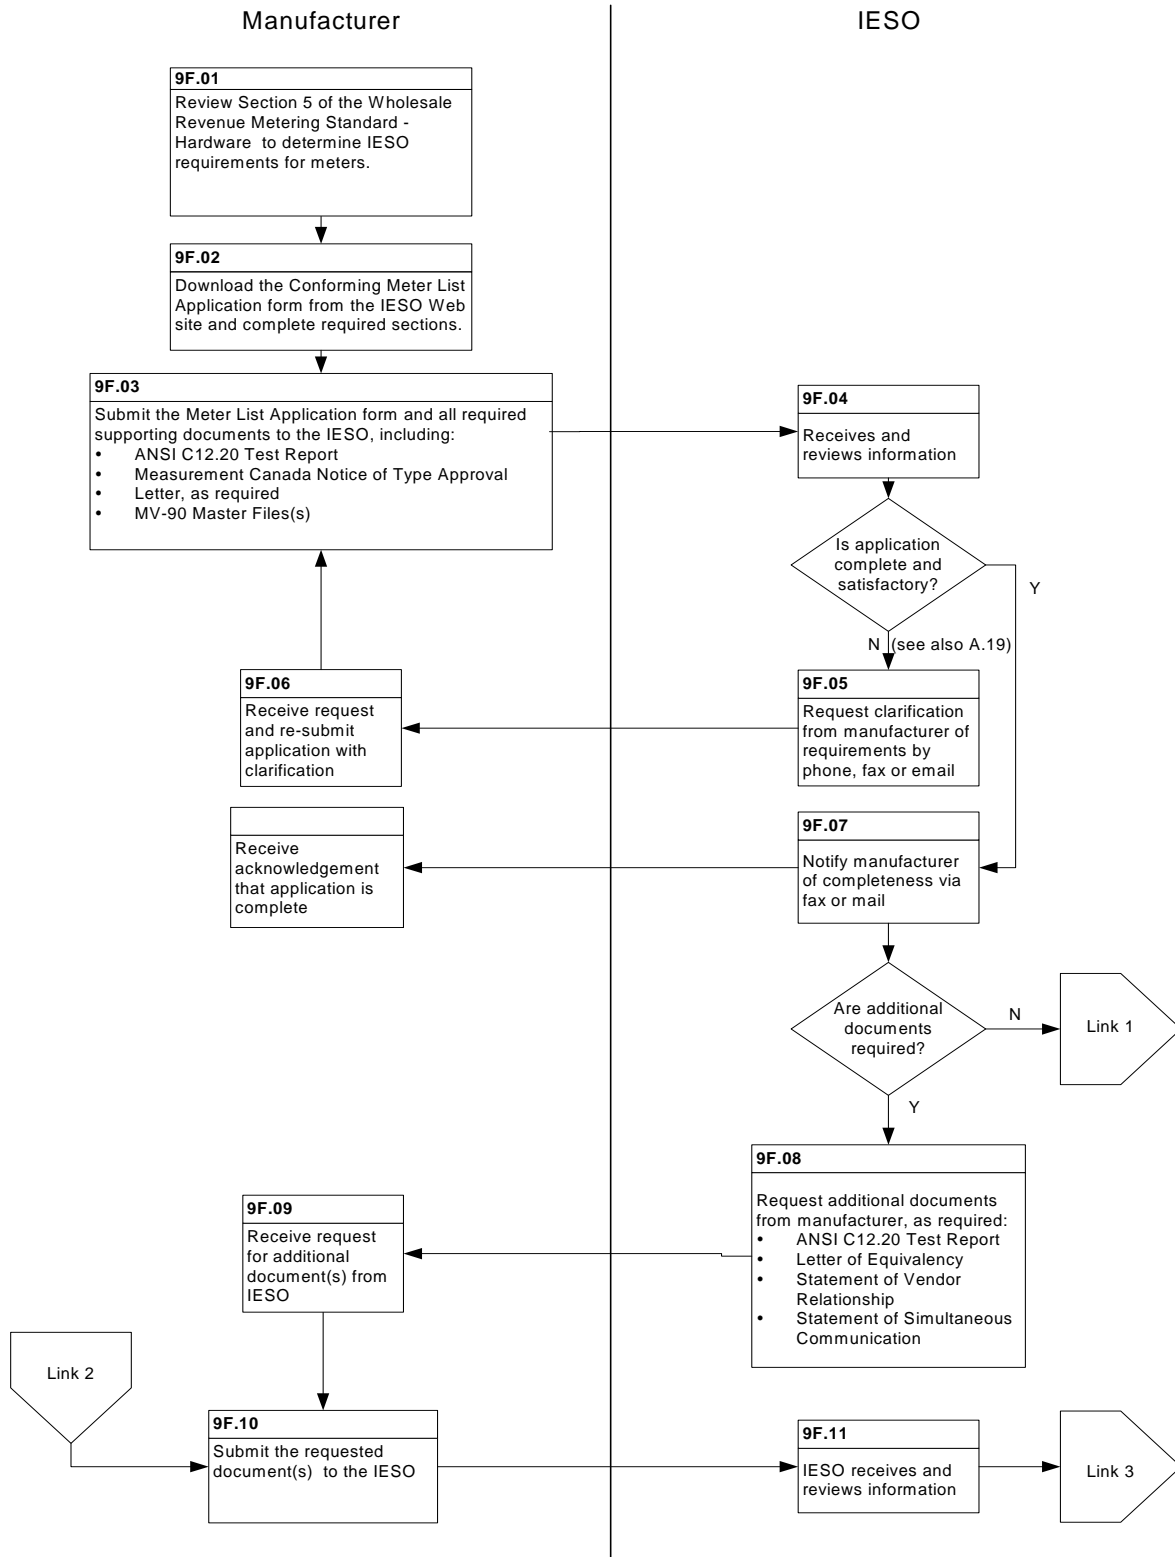 Manufacturer
IESO
9F.01
Review Section 5 of the Wholesale
Revenue Metering Standard -
Hardware to determine IESO
requirements for meters.
9F.02
Download the Conforming Meter List
Application form from the IESO Web
site and complete required sections.
9F.03
Submit the Meter List Application form and all required
supporting documents to the IESO, including:
• ANSI C12.20 Test Report
• Measurement Canada Notice of Type Approval
• Letter, as required
• MV-90 Master Files(s)
9F.04
Receives and
reviews information
Is application
complete and
satisfactory?
Y
N (see also A.19)
9F.05
Request clarification
from manufacturer of
requirements by
phone, fax or email
9F.06
Receive request
and re-submit
application with
clarification
9F.07
Notify manufacturer
of completeness via
fax or mail
Receive
acknowledgement
that application is
complete
Are additional
documents
required?
N
Link 1
Y
9F.08
Request additional documents
from manufacturer, as required:
• ANSI C12.20 Test Report
• Letter of Equivalency
• Statement of Vendor
Relationship
• Statement of Simultaneous
Communication
9F.09
Receive request
for additional
document(s) from
IESO
Link 2
9F.10
Submit the requested
document(s) to the IESO
9F.11
IESO receives and
reviews information
Link 3